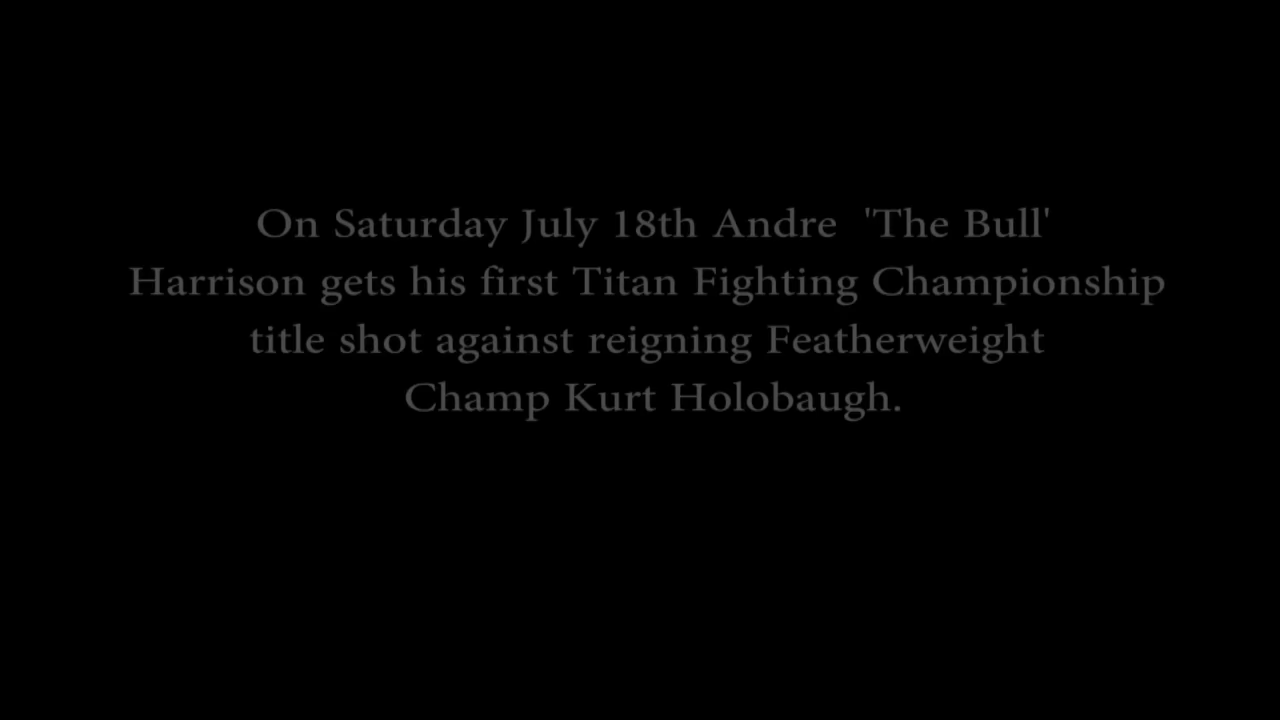 On Saturday July 18th Andre  'The Bull'
Harrison gets his first Titan Fighting Championship
title shot against reigning Featherweight
Champ Kurt Holobaugh.